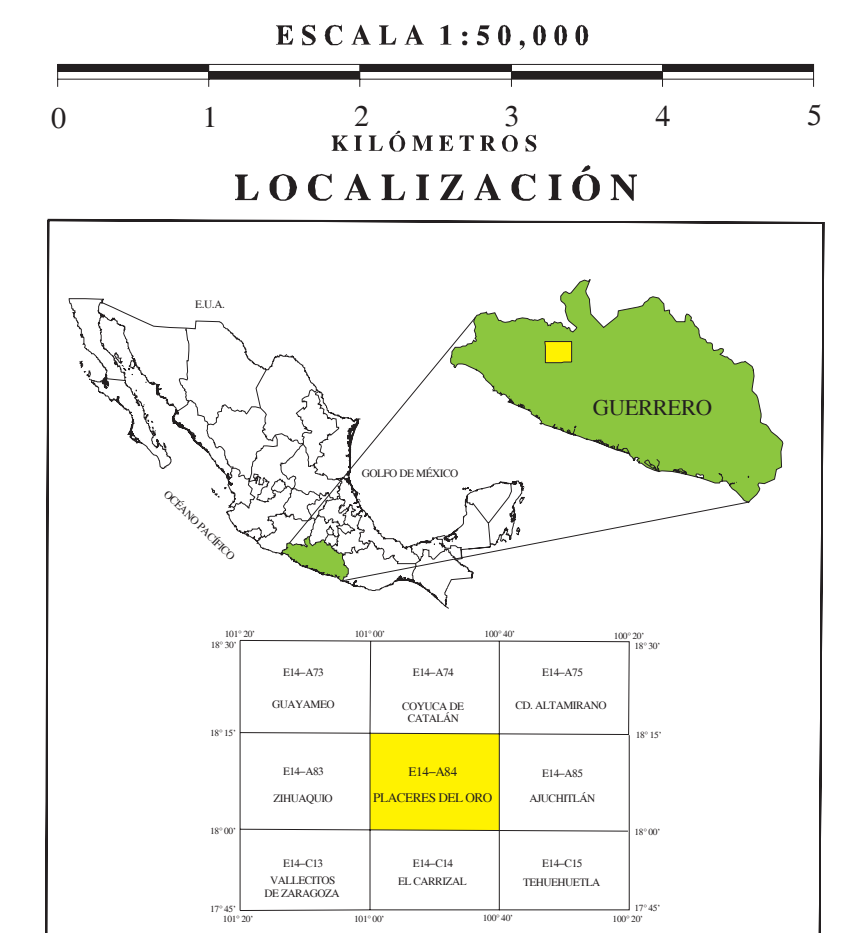 ESCALA 1:50,000
0 1 2 3 4 5
KILÓMETROS
LOCALIZACIÓN
E.U.A.
GUERRERO
GOLFO DE MÉXICO
OCÉANO PACÍFICO
101° 20' 101° 00' 100° 40' 100° 20'
18° 30' 18° 30'
E14–A73 E14–A74 E14–A75
GUAYAMEO COYUCA DE CD. ALTAMIRANO
CATALÁN
18° 15' 18° 15'
E14–A83 E14–A84 E14–A85
ZIHUAQUIO PLACERES DEL ORO AJUCHITLÁN
18° 00' 18° 00'
E14–C13 E14–C14 E14–C15
VALLECITOS EL CARRIZAL TEHUEHUETLA
DE ZARAGOZA
17° 45' 17° 45'
101° 20' 101° 00' 100° 40' 100° 20'